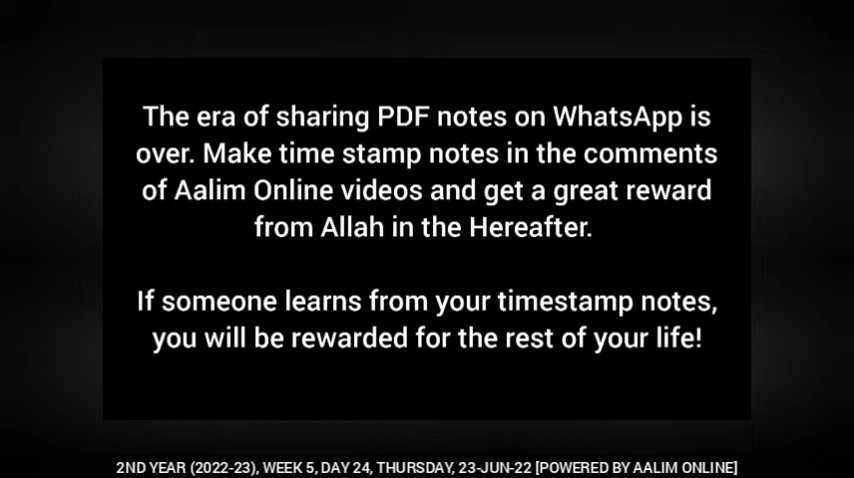 The era of sharing PDF notes on WhatsApp is
over. Make time stamp notes in the comments
of Aalim Online videos and get a great reward
from Allah in the Hereafter.
If someone learns from your timestamp notes,
you will be rewarded for the rest of your life!
2ND YEAR (2022-23), WEEK 5, DAY 24, THURSDAY, 23-JUN-22 [POWERED BY AALIM ONLINE]